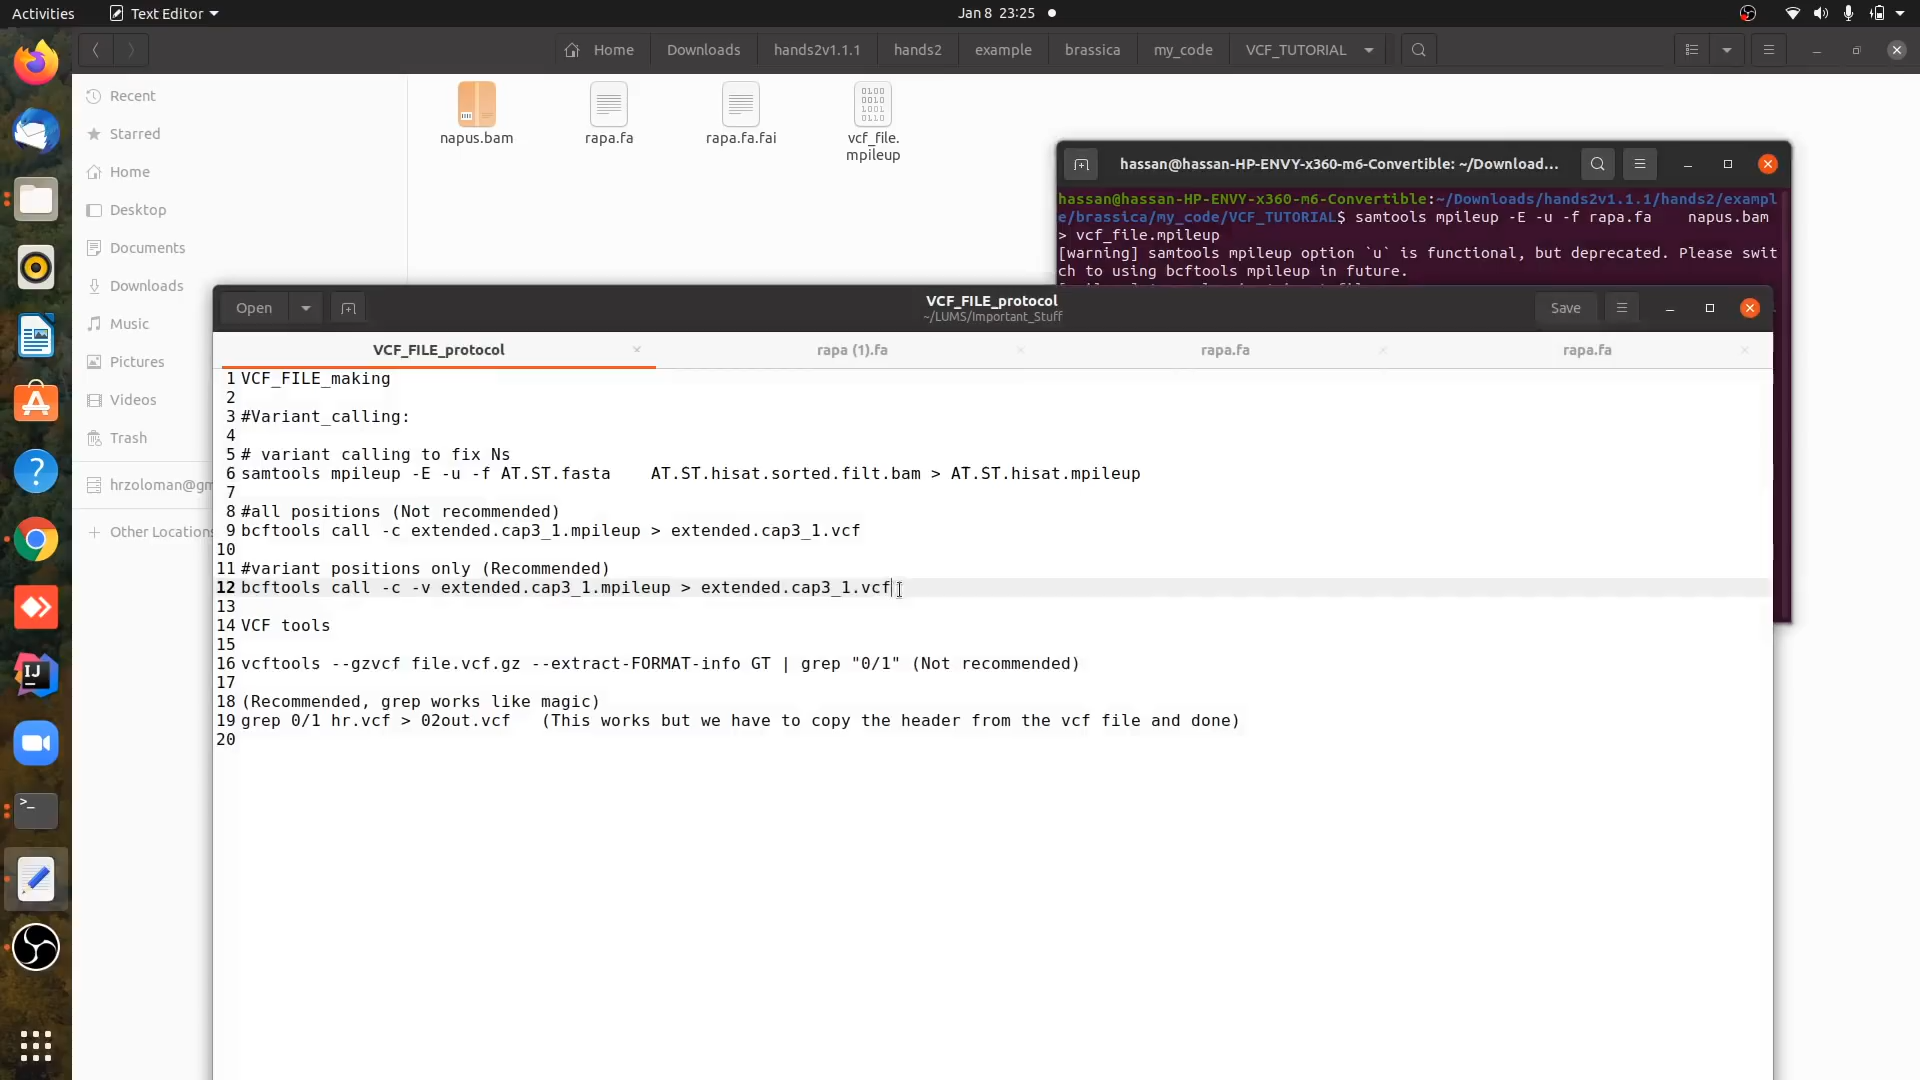 Activities
Text Editor
Jan 8 23:25
Home
Downloads
hands2v1.1.1
hands2
example
brassica
my_code
VCF_TUTORIAL
Recent
Starred
Home
Desktop
Documents
Downloads
Music
Pictures
Videos
Trash
hrzoloman@gm
Other Locations
napus.bam
rapa.fa
rapa.fa.fai
vcf_file.
mpileup
hassan@hassan-HP-ENVY-x360-m6-Convertible: ~/Download...
hassan@hassan-HP-ENVY-x360-m6-Convertible:~/Downloads/hands2v1.1.1/hands2/exampl
e/brassica/my_code/VCF_TUTORIAL$ samtools mpileup -E -u -f rapa.fa    napus.bam
> vcf_file.mpileup
[warning] samtools mpileup option `u` is functional, but deprecated. Please swit
ch to using bcftools mpileup in future.
Open
VCF_FILE_protocol
~/LUMS/Important_Stuff
Save
VCF_FILE_protocol
rapa (1).fa
rapa.fa
rapa.fa
1 VCF_FILE_making
2
3 #Variant_calling:
4
5 # variant calling to fix Ns
6 samtools mpileup -E -u -f AT.ST.fasta    AT.ST.hisat.sorted.filt.bam > AT.ST.hisat.mpileup
7
8 #all positions (Not recommended)
9 bcftools call -c extended.cap3_1.mpileup > extended.cap3_1.vcf
10
11 #variant positions only (Recommended)
12 bcftools call -c -v extended.cap3_1.mpileup > extended.cap3_1.vcf
13
14 VCF tools
15
16 vcftools --gzvcf file.vcf.gz --extract-FORMAT-info GT | grep "0/1" (Not recommended)
17
18 (Recommended, grep works like magic)
19 grep 0/1 hr.vcf > 02out.vcf   (This works but we have to copy the header from the vcf file and done)
20